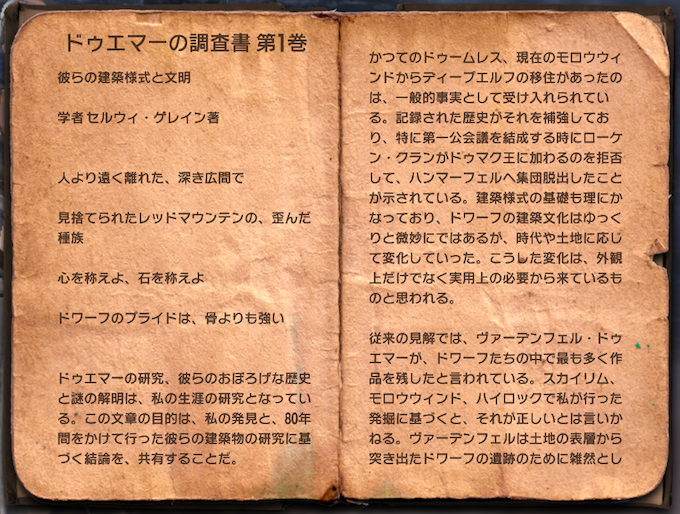 ドゥエマーの調査書 第1巻
彼らの建築様式と文明
学者 セルウィ・ゲレイン著
人より遠く離れた、深き広間で
見捨てられたレッドマウンテンの、歪んだ
種族
心を称えよ、石を称えよ
ドワーフのプライドは、骨よりも強い
ドゥエマーの研究、彼らのおぼろげな歴史
と謎の解明は、私の生涯の研究となってい
る。この文章の目的は、私の発見と、80年
間をかけて行った彼らの建築物の研究に基
づく結論を、共有することだ。
かつてのドゥームレス、現在のモロウウィ
ンドからディープエルフの移住があったの
は、一般的事実として受け入れられてい
る。記録された歴史がそれを補強してお
り、特に第一公会議を結成する時にローケ
ン・クランがドゥマク王に加わるのを拒否
して、ハンマーフェルへ集団脱出したこと
が示されている。建築様式の基礎も理にか
なっており、ドワーフの建築文化はゆっく
りと微妙にではあるが、時代や土地に応じ
て変化していった。こうした変化は、外観
上だけでなく実用上の必要から来ているも
のと思われる。
従来の見解では、ヴァーデンフェル・ドゥ
エマーが、ドワーフたちの中で最も多く作
品を残したと言われている。スカイリム、
モロウウィンド、ハイロックで私が行った
発掘に基づくと、それが正しいとは言いか
ねる。ヴァーデンフェルは土地の表層から
突き出たドワーフの遺跡のために雑然とし